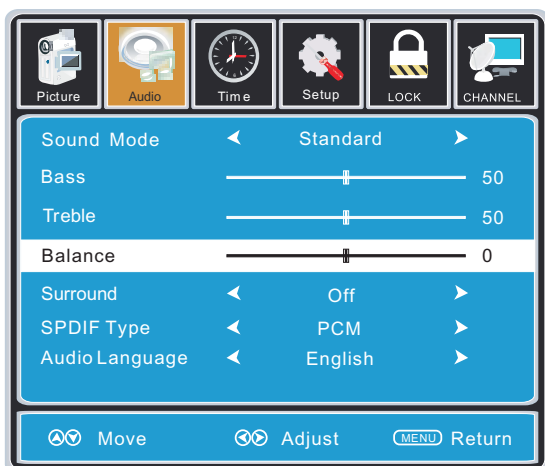 Picture Audio Time Setup LOCK CHANNEL
Sound Mode Standard
Bass 50
Treble 50
Balance 0
Surround Off
SPDIF Type PCM
Audio Language English
Move Adjust MENU Return